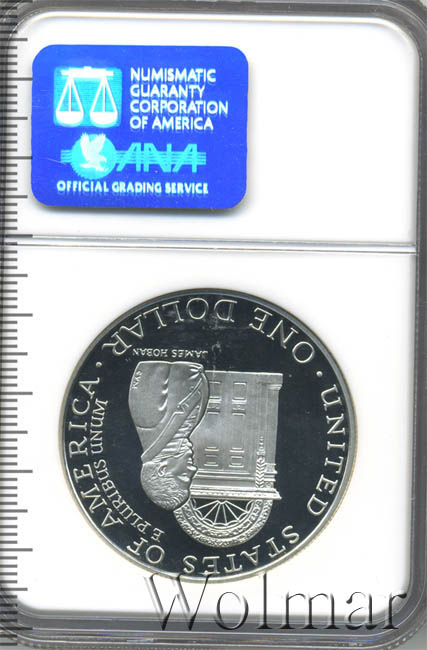 NUMISMATIC
GUARANTY
CORPORATION
OF AMERICA
ANA
OFFICIAL GRADING SERVICE
UNITED STATES OF AMERICA · ONE DOLLAR ·
E PLURIBUS UNUM
JAMES HOBAN
Wolmar